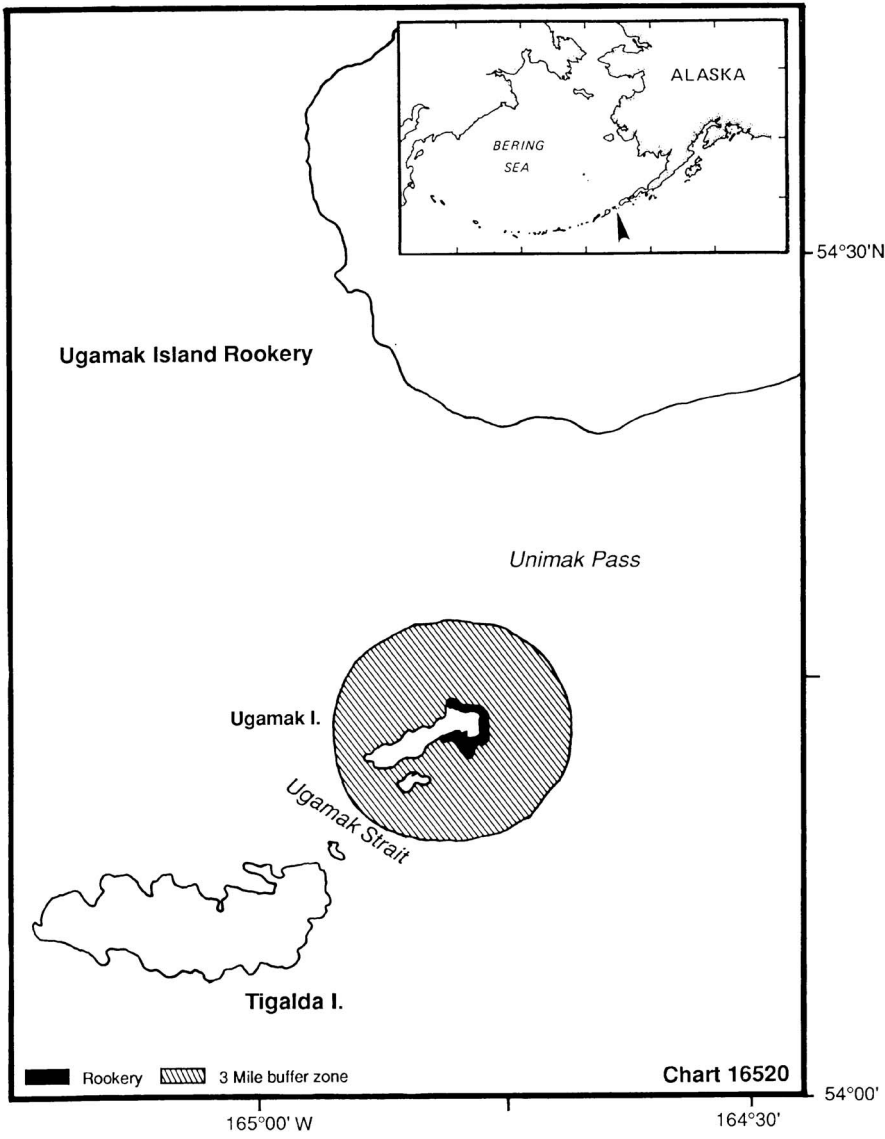 ALASKA
BERING
SEA
54°30'N
Ugamak Island Rookery
Unimak Pass
Ugamak I.
Ugamak Strait
Tigalda I.
Rookery
3 Mile buffer zone
Chart 16520
54°00'
165°00' W
164°30'